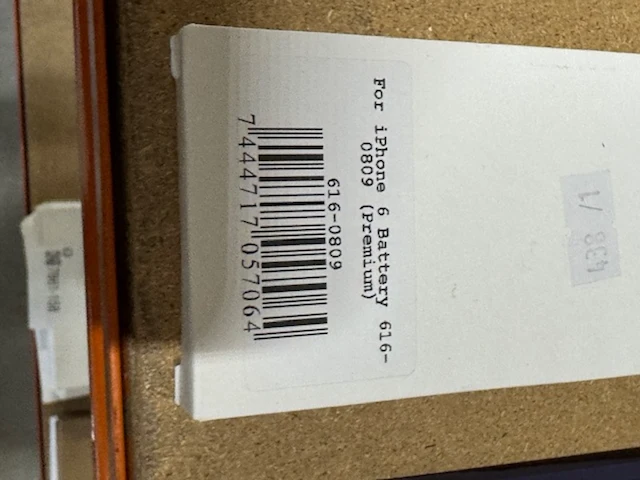 For iPhone 6 Battery 616-
0809 (Premium)
616-0809
7 444717 057064